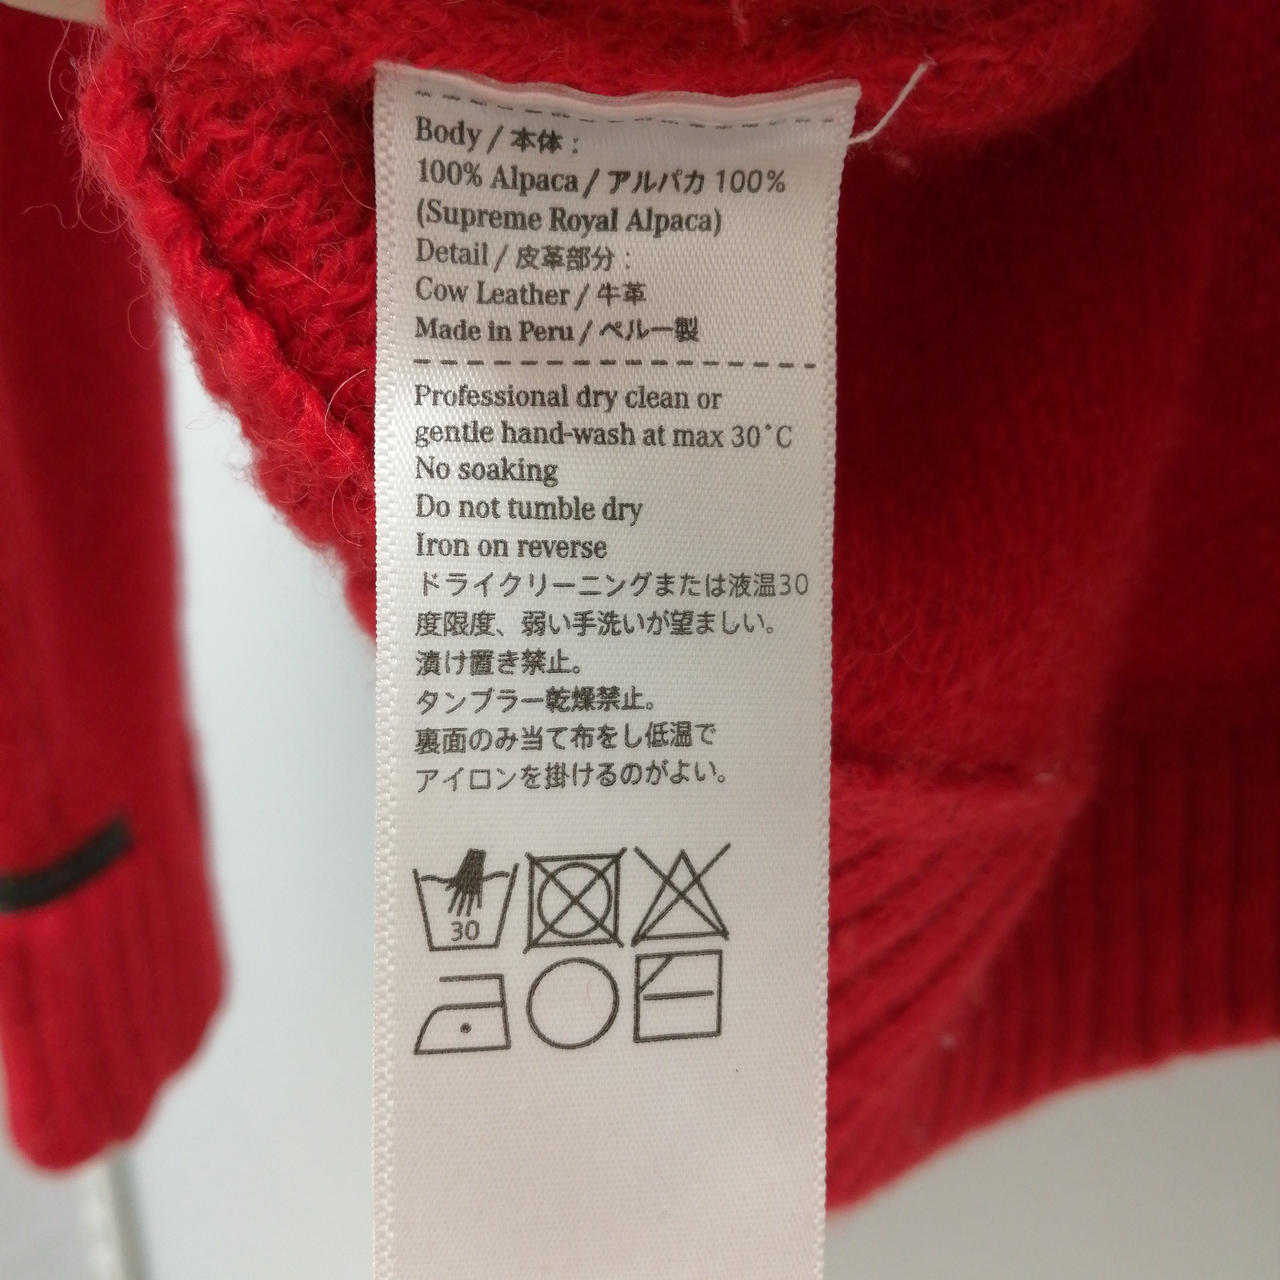 Body / 本体 :
100% Alpaca / アルパカ 100%
(Supreme Royal Alpaca)
Detail / 皮革部分 :
Cow Leather / 牛革
Made in Peru / ペルー製
Professional dry clean or
gentle hand-wash at max 30°C
No soaking
Do not tumble dry
Iron on reverse
ドライクリーニングまたは液温30
度限度、弱い手洗いが望ましい。
漬け置き禁止。
タンブラー乾燥禁止。
裏面のみ当て布をし低温で
アイロンを掛けるのがよい。
30